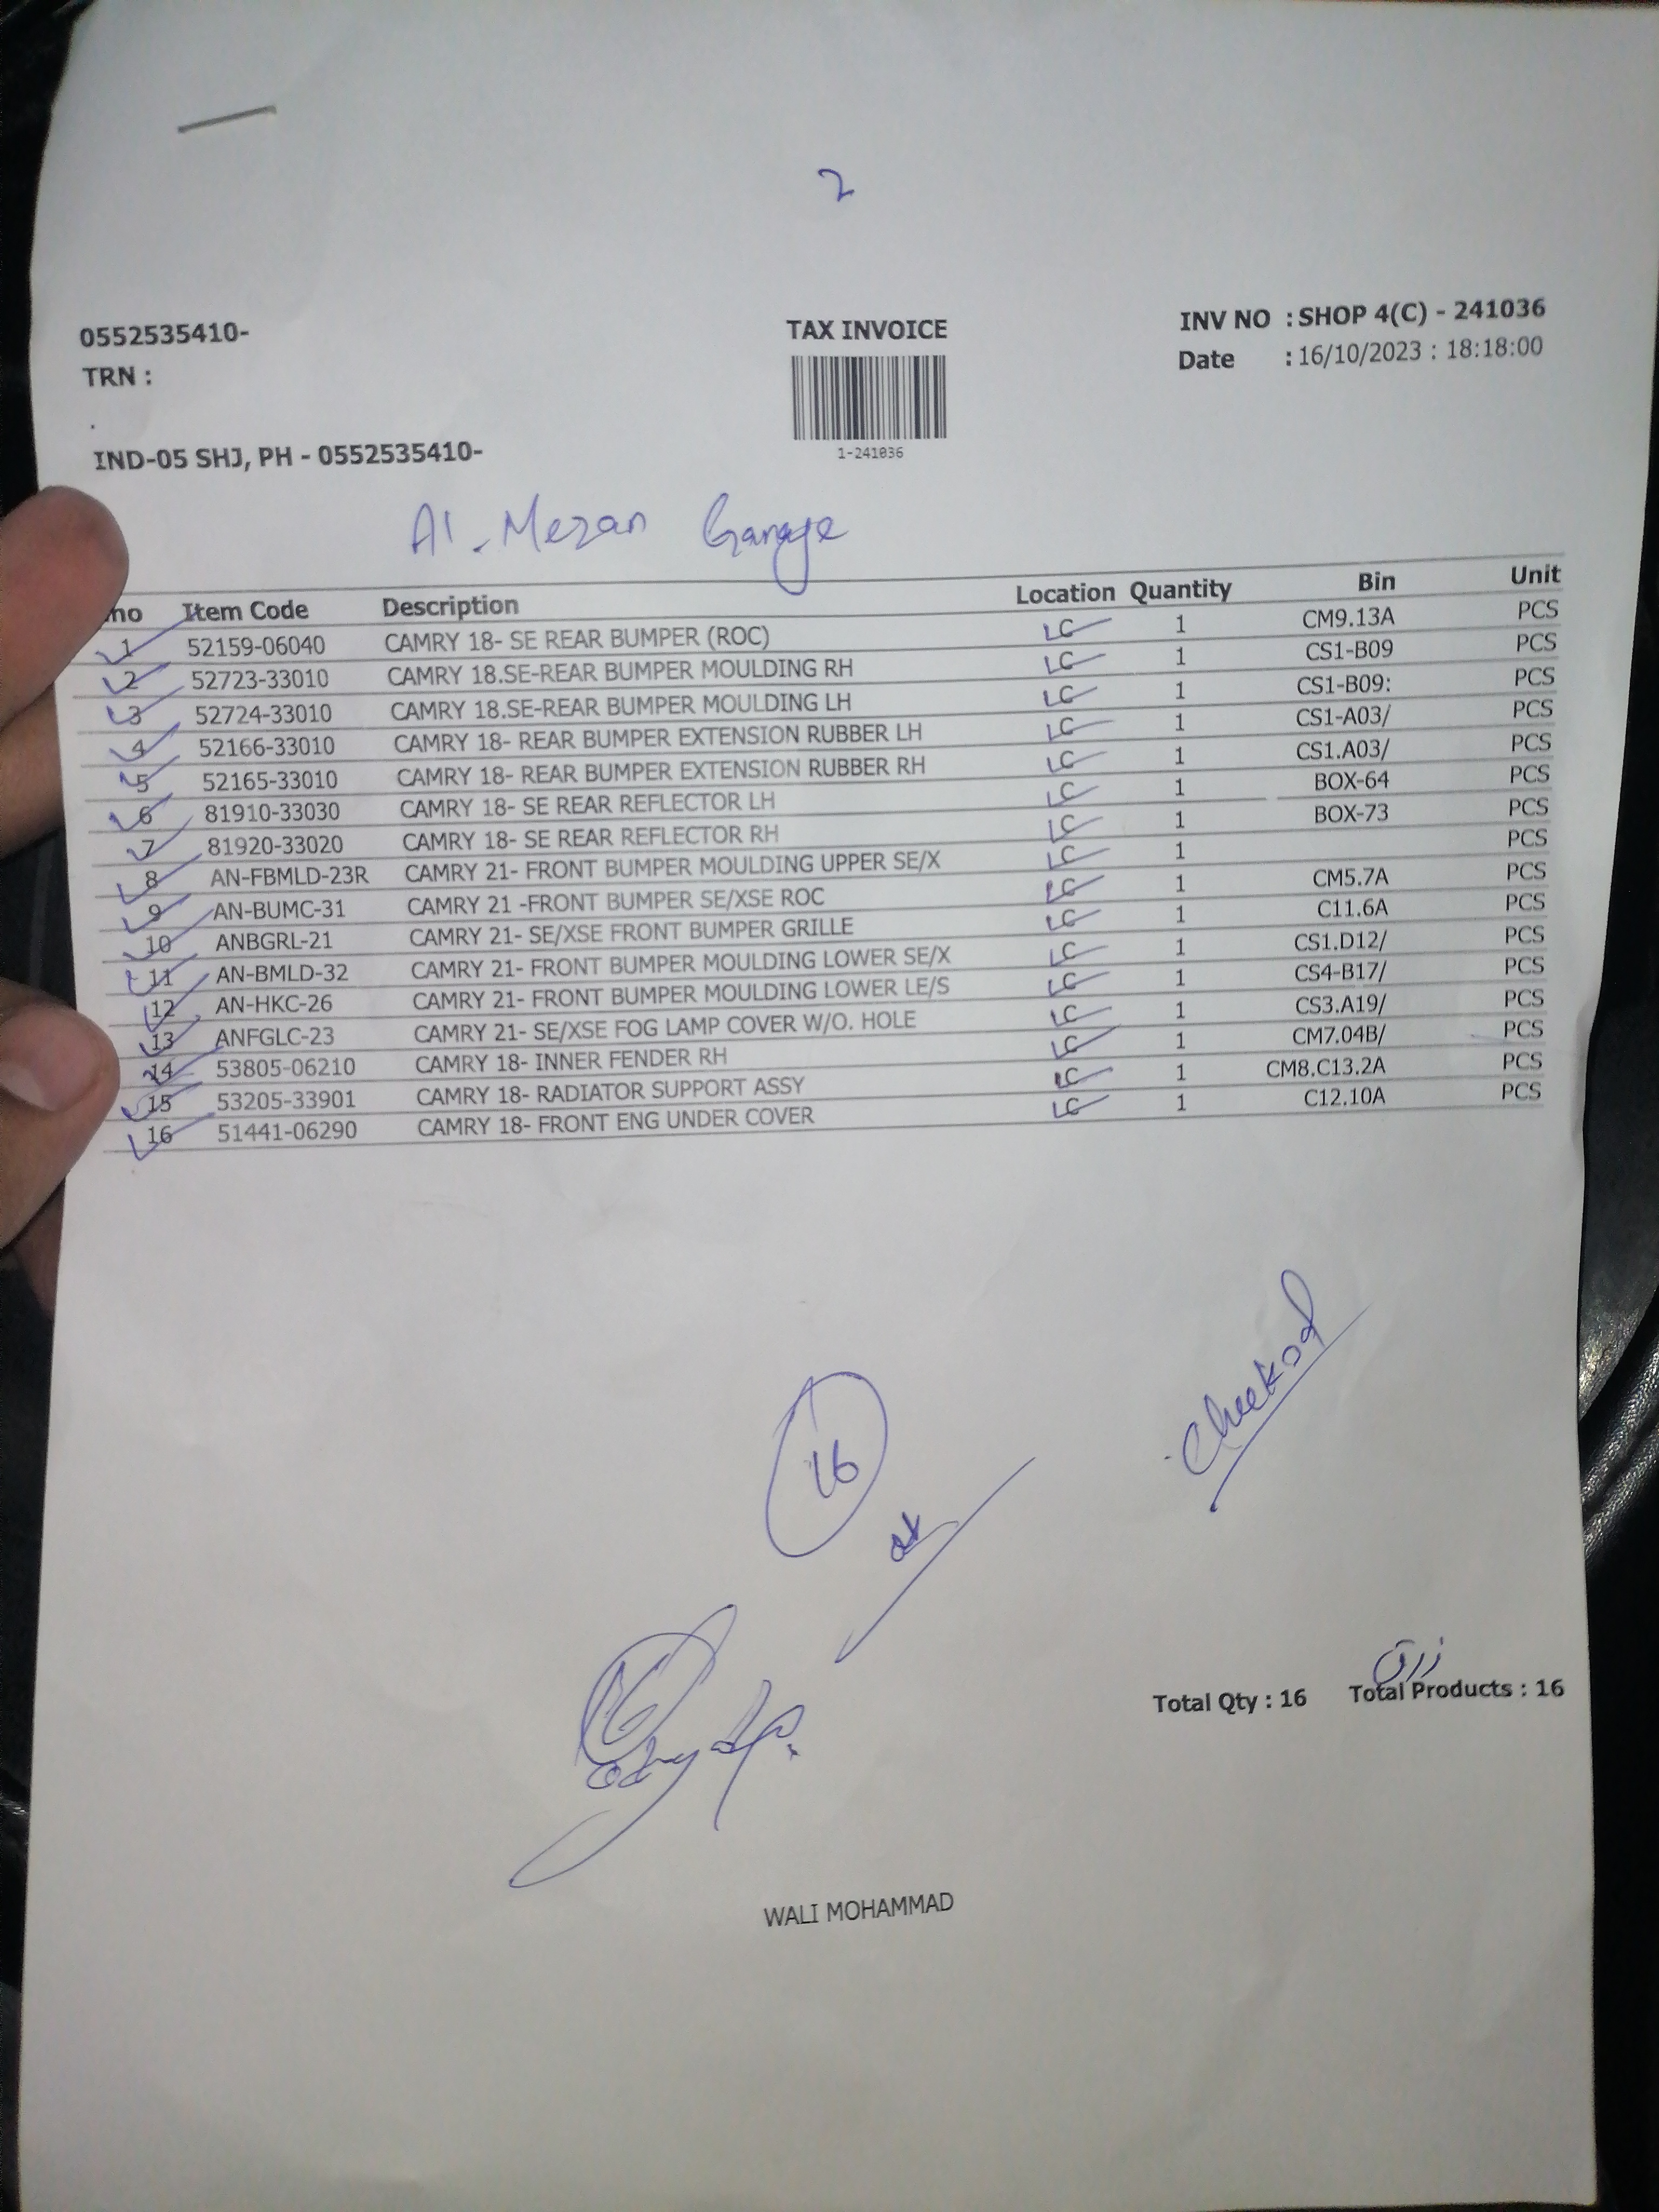 2
0552535410-
TRN :
.
IND-05 SHJ, PH - 0552535410-
TAX INVOICE
1-241036
INV NO : SHOP 4(C) - 241036
Date : 16/10/2023 : 18:18:00
Al-Mezan Garage
no Item Code Description Location Quantity Bin Unit
1 52159-06040 CAMRY 18- SE REAR BUMPER (ROC) LC 1 CM9.13A PCS
2 52723-33010 CAMRY 18.SE-REAR BUMPER MOULDING RH LC 1 CS1-B09 PCS
3 52724-33010 CAMRY 18.SE-REAR BUMPER MOULDING LH LC 1 CS1-B09: PCS
4 52166-33010 CAMRY 18- REAR BUMPER EXTENSION RUBBER LH LC 1 CS1-A03/ PCS
5 52165-33010 CAMRY 18- REAR BUMPER EXTENSION RUBBER RH LC 1 CS1.A03/ PCS
6 81910-33030 CAMRY 18- SE REAR REFLECTOR LH LC 1 BOX-64 PCS
7 81920-33020 CAMRY 18- SE REAR REFLECTOR RH LC 1 BOX-73 PCS
8 AN-FBMLD-23R CAMRY 21- FRONT BUMPER MOULDING UPPER SE/X LC 1 PCS
9 AN-BUMC-31 CAMRY 21 -FRONT BUMPER SE/XSE ROC LC 1 CM5.7A PCS
10 ANBGRL-21 CAMRY 21- SE/XSE FRONT BUMPER GRILLE LC 1 C11.6A PCS
11 AN-BMLD-32 CAMRY 21- FRONT BUMPER MOULDING LOWER SE/X LC 1 CS1.D12/ PCS
12 AN-HKC-26 CAMRY 21- FRONT BUMPER MOULDING LOWER LE/S LC 1 CS4-B17/ PCS
13 ANFGLC-23 CAMRY 21- SE/XSE FOG LAMP COVER W/O. HOLE LC 1 CS3.A19/ PCS
14 53805-06210 CAMRY 18- INNER FENDER RH LC 1 CM7.04B/ PCS
15 53205-33901 CAMRY 18- RADIATOR SUPPORT ASSY LC 1 CM8.C13.2A PCS
16 51441-06290 CAMRY 18- FRONT ENG UNDER COVER LC 1 C12.10A PCS
16
Cheekod
16
Total Qty : 16 Total Products : 16
WALI MOHAMMAD